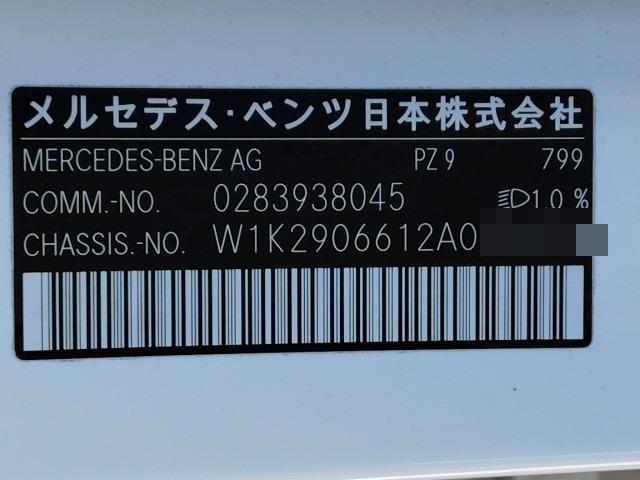 メルセデス・ベンツ日本株式会社
MERCEDES-BENZ AG PZ 9 799
COMM.-NO. 0283938045 1.0 %
CHASSIS.-NO. W1K2906612A0